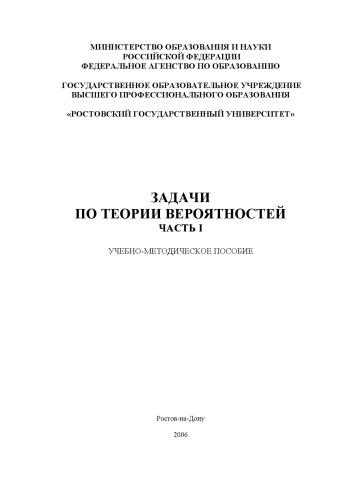 МИНИСТЕРСТВО ОБРАЗОВАНИЯ И НАУКИ
РОССИЙСКОЙ ФЕДЕРАЦИИ
ФЕДЕРАЛЬНОЕ АГЕНСТВО ПО ОБРАЗОВАНИЮ
ГОСУДАРСТВЕННОЕ ОБРАЗОВАТЕЛЬНОЕ УЧРЕЖДЕНИЕ
ВЫСШЕГО ПРОФЕССИОНАЛЬНОГО ОБРАЗОВАНИЯ
«РОСТОВСКИЙ ГОСУДАРСТВЕННЫЙ УНИВЕРСИТЕТ»
ЗАДАЧИ
ПО ТЕОРИИ ВЕРОЯТНОСТЕЙ
ЧАСТЬ I
УЧЕБНО-МЕТОДИЧЕСКОЕ ПОСОБИЕ
Ростов-на-Дону
2006